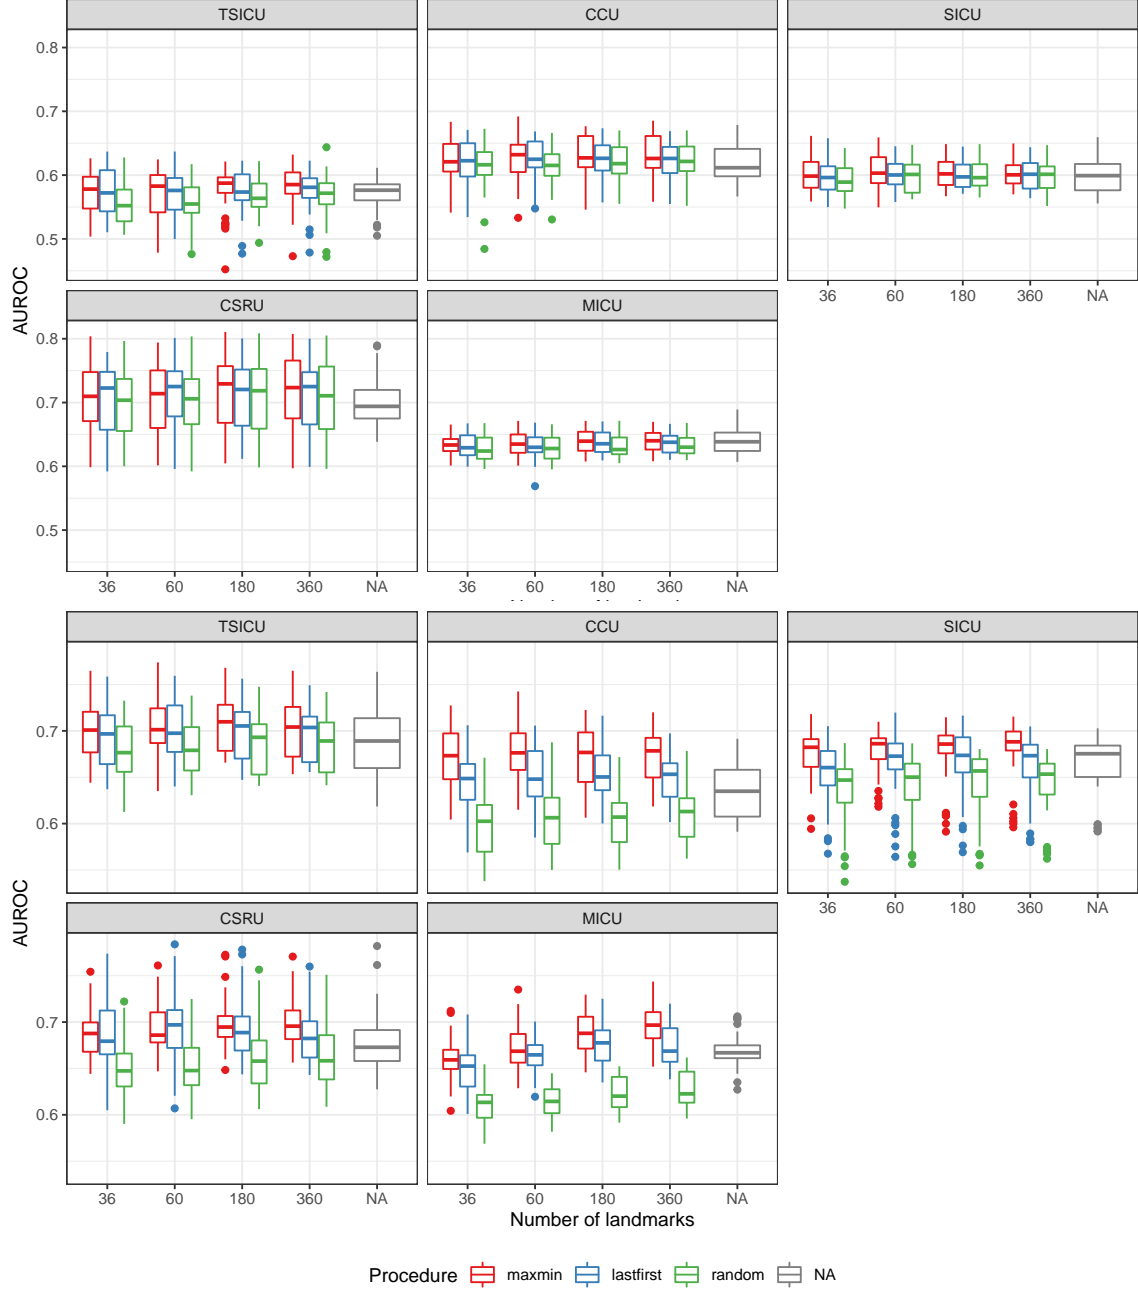 TSICU CCU SICU
0.8
0.7
0.6
0.5
36 60 180 360 NA
CSRU MICU
0.8
0.7
0.6
0.5
36 60 180 360 NA 36 60 180 360 NA
AUROC
TSICU CCU SICU
0.7
0.6
36 60 180 360 NA
CSRU MICU
0.7
0.6
36 60 180 360 NA 36 60 180 360 NA
AUROC
Number of landmarks
Procedure maxmin lastfirst random NA